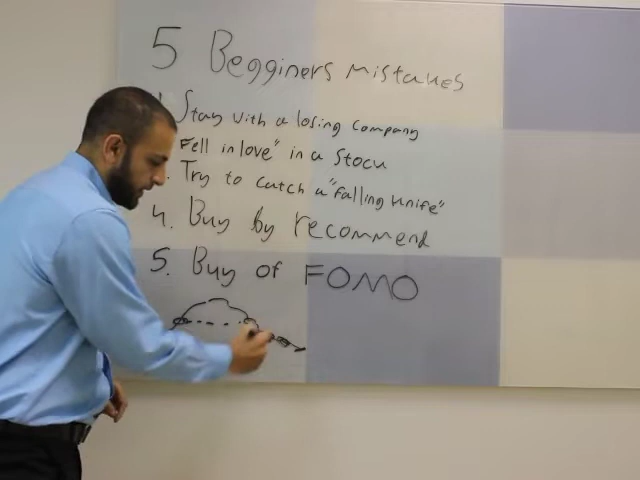 5 Begginers mistakes
1. Stay with a losing company
Fell in love" in a Stock
. Try to catch a "falling knife"
4. Buy by recommend
5. Buy of FOMO